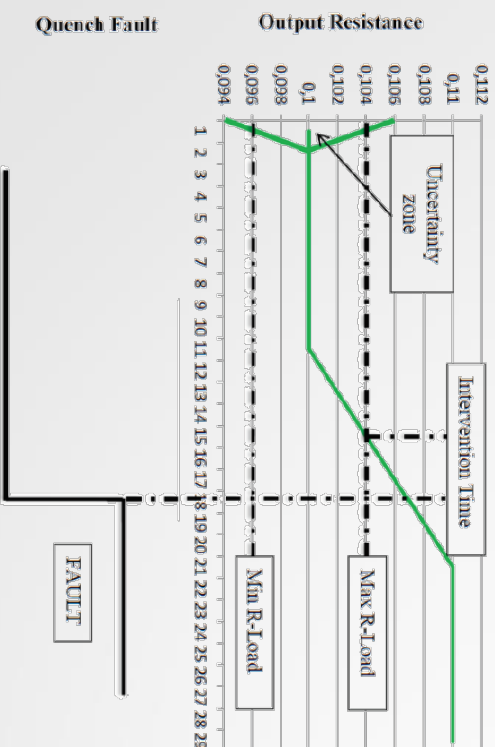 Output Resistance
0,112
0,11
0,108
0,106
0,104
0,102
0,1
0,098
0,096
0,094
1 2 3 4 5 6 7 8 9 10 11 12 13 14 15 16 17 18 19 20 21 22 23 24 25 26 27 28 29
Uncertainty
zone
Intervention Time
Max R-Load
Min R-Load
Quench Fault
FAULT